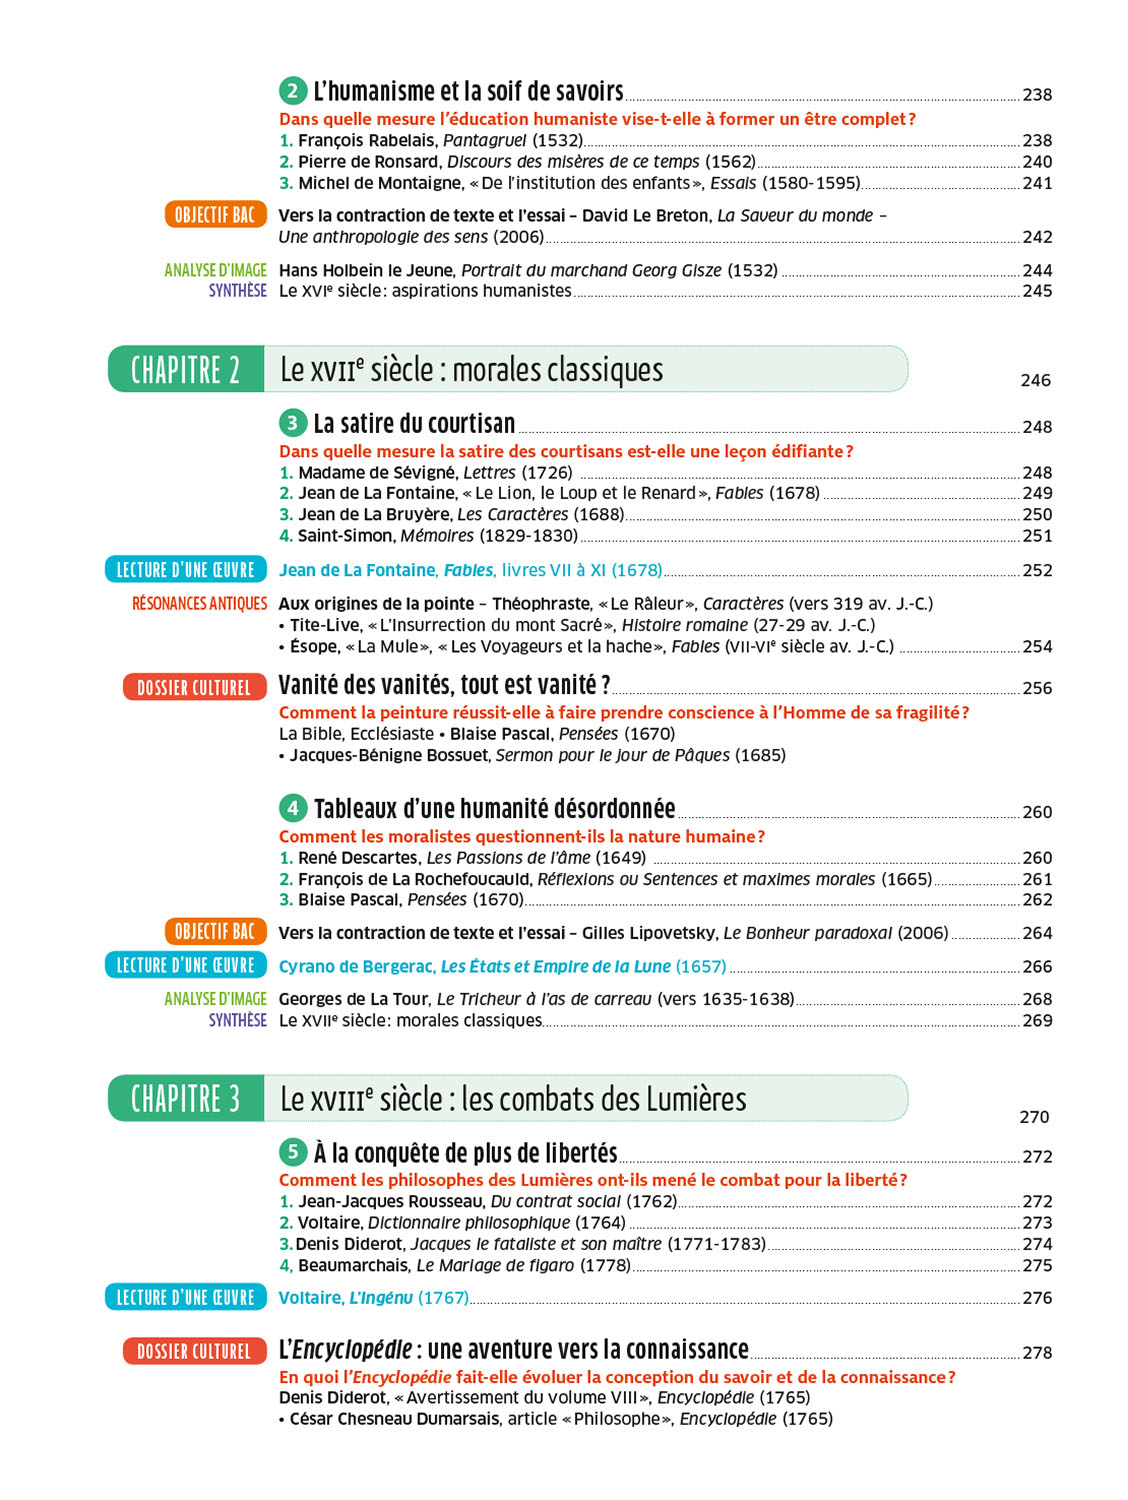 2 L’humanisme et la soif de savoirs 238
Dans quelle mesure l’éducation humaniste vise-t-elle à former un être complet ?
1. François Rabelais, Pantagruel (1532) 238
2. Pierre de Ronsard, Discours des misères de ce temps (1562) 240
3. Michel de Montaigne, « De l’institution des enfants », Essais (1580-1595) 241
OBJECTIF BAC Vers la contraction de texte et l’essai – David Le Breton, La Saveur du monde –
Une anthropologie des sens (2006) 242
ANALYSE D’IMAGE Hans Holbein le Jeune, Portrait du marchand Georg Gisze (1532) 244
SYNTHÈSE Le XVIe siècle : aspirations humanistes 245
CHAPITRE 2 Le XVIIe siècle : morales classiques 246
3 La satire du courtisan 248
Dans quelle mesure la satire des courtisans est-elle une leçon édifiante ?
1. Madame de Sévigné, Lettres (1726) 248
2. Jean de La Fontaine, « Le Lion, le Loup et le Renard », Fables (1678) 249
3. Jean de La Bruyère, Les Caractères (1688) 250
4. Saint-Simon, Mémoires (1829-1830) 251
LECTURE D’UNE ŒUVRE Jean de La Fontaine, Fables, livres VII à XI (1678) 252
RÉSONANCES ANTIQUES Aux origines de la pointe – Théophraste, « Le Râleur », Caractères (vers 319 av. J.-C.)
• Tite-Live, « L’Insurrection du mont Sacré », Histoire romaine (27-29 av. J.-C.)
• Ésope, « La Mule », « Les Voyageurs et la hache », Fables (VII-VIe siècle av. J.-C.) 254
DOSSIER CULTUREL Vanité des vanités, tout est vanité ? 256
Comment la peinture réussit-elle à faire prendre conscience à l’Homme de sa fragilité ?
La Bible, Ecclésiaste • Blaise Pascal, Pensées (1670)
• Jacques-Bénigne Bossuet, Sermon pour le jour de Pâques (1685)
4 Tableaux d’une humanité désordonnée 260
Comment les moralistes questionnent-ils la nature humaine ?
1. René Descartes, Les Passions de l’âme (1649) 260
2. François de La Rochefoucauld, Réflexions ou Sentences et maximes morales (1665) 261
3. Blaise Pascal, Pensées (1670) 262
OBJECTIF BAC Vers la contraction de texte et l’essai – Gilles Lipovetsky, Le Bonheur paradoxal (2006) 264
LECTURE D’UNE ŒUVRE Cyrano de Bergerac, Les États et Empire de la Lune (1657) 266
ANALYSE D’IMAGE Georges de La Tour, Le Tricheur à l’as de carreau (vers 1635-1638) 268
SYNTHÈSE Le XVIIe siècle : morales classiques 269
CHAPITRE 3 Le XVIIIe siècle : les combats des Lumières 270
5 À la conquête de plus de libertés 272
Comment les philosophes des Lumières ont-ils mené le combat pour la liberté ?
1. Jean-Jacques Rousseau, Du contrat social (1762) 272
2. Voltaire, Dictionnaire philosophique (1764) 273
3. Denis Diderot, Jacques le fataliste et son maître (1771-1783) 274
4, Beaumarchais, Le Mariage de figaro (1778) 275
LECTURE D’UNE ŒUVRE Voltaire, L’Ingénu (1767) 276
DOSSIER CULTUREL L’Encyclopédie : une aventure vers la connaissance 278
En quoi l’Encyclopédie fait-elle évoluer la conception du savoir et de la connaissance ?
Denis Diderot, « Avertissement du volume VIII », Encyclopédie (1765)
• César Chesneau Dumarsais, article « Philosophe », Encyclopédie (1765)